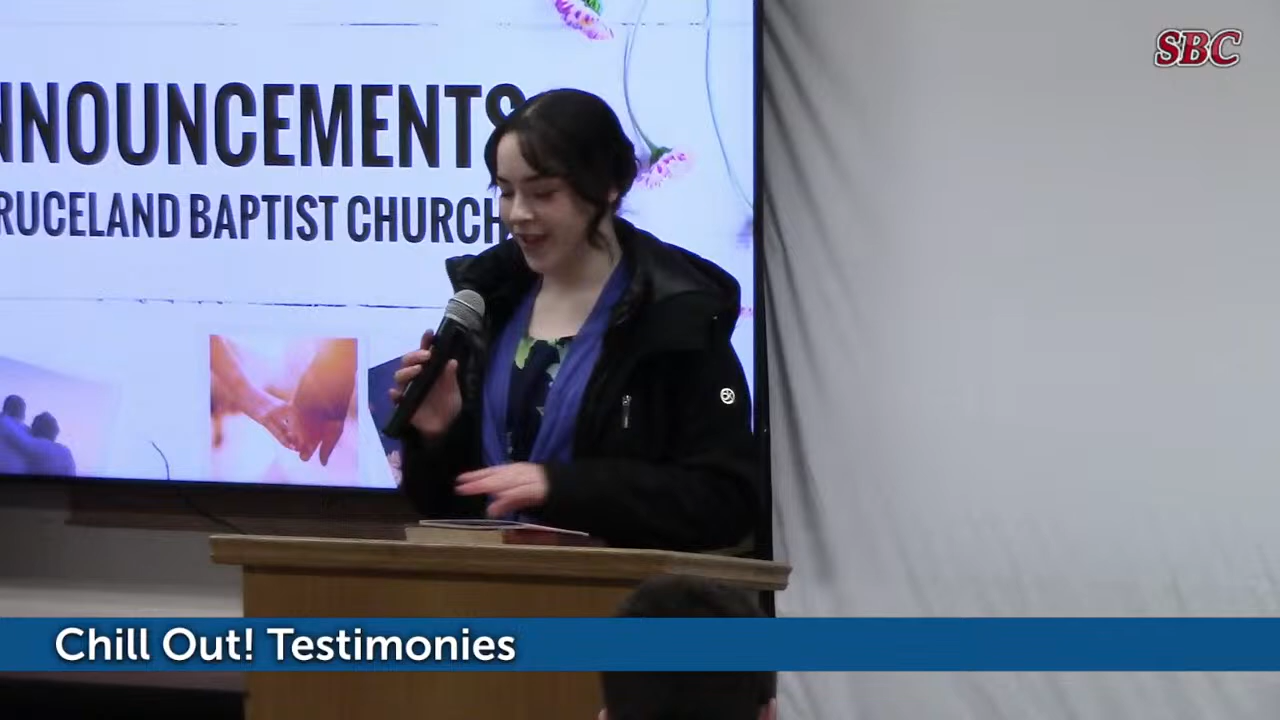 SBC
NNOUNCEMENTS
RUCELAND BAPTIST CHURCH
Chill Out! Testimonies